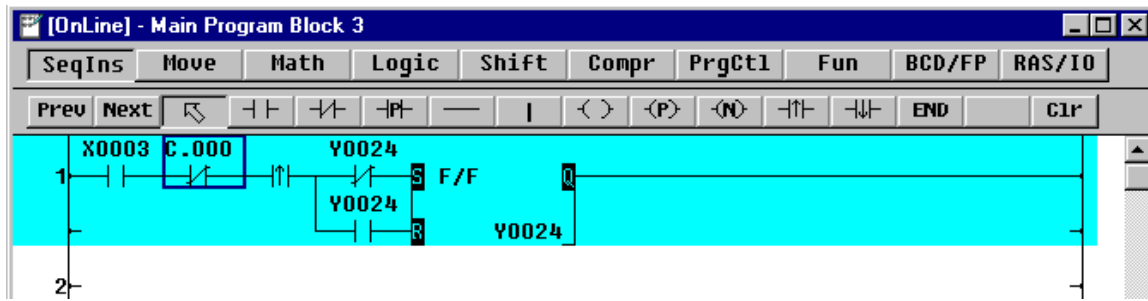 [OnLine] - Main Program Block 3
SeqIns Move Math Logic Shift Compr PrgCtl Fun BCD/FP RAS/IO
Prev Next P ( ) (P) (N) END Clr
X0003 C.000 Y0024
1 S F/F Q
Y0024
R Y0024
2